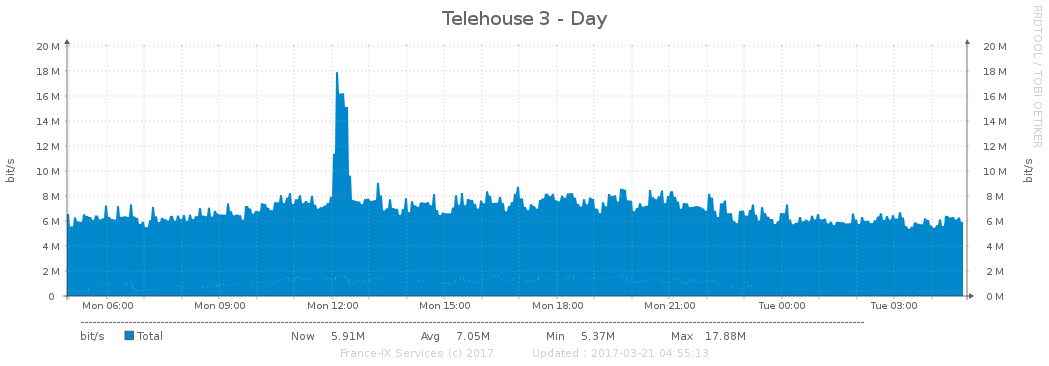 Telehouse 3 - Day
RRDTOOL / TOBI OETIKER
bit/s
20 M 20 M
18 M 18 M
16 M 16 M
14 M 14 M
12 M 12 M
10 M 10 M
8 M 8 M
6 M 6 M
4 M 4 M
2 M 2 M
0 0 M
bit/s
Mon 06:00 Mon 09:00 Mon 12:00 Mon 15:00 Mon 18:00 Mon 21:00 Tue 00:00 Tue 03:00
bit/s Total Now 5.91M Avg 7.05M Min 5.37M Max 17.88M
France-IX Services (c) 2017 Updated : 2017-03-21 04:55:13